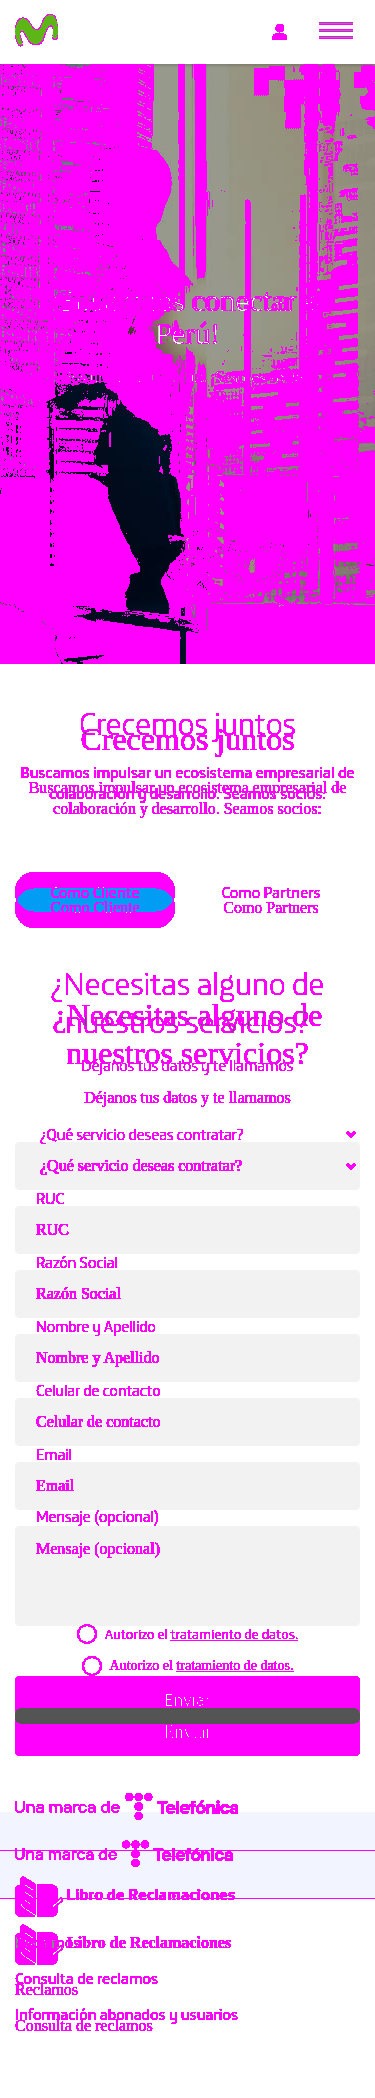 conectar
Perú!
Crecemos juntos
Crecemos juntos
Buscamos impulsar un ecosistema empresarial de
Buscamos impulsar un ecosistema empresarial de
colaboración y desarrollo. Seamos socios:
colaboración y desarrollo. Seamos socios:
Como Cliente
Como Partners
Como Cliente
Como Partners
¿Necesitas alguno de
¿Necesitas alguno de
nuestros servicios?
nuestros servicios?
Déjanos tus datos y te llamamos
Déjanos tus datos y te llamamos
¿Qué servicio deseas contratar?
¿Qué servicio deseas contratar?
RUC
RUC
Razón Social
Razón Social
Nombre y Apellido
Nombre y Apellido
Celular de contacto
Celular de contacto
Email
Email
Mensaje (opcional)
Mensaje (opcional)
Autorizo el tratamiento de datos.
Autorizo el tratamiento de datos.
Enviar
Enviar
Una marca de Telefónica
Una marca de Telefónica
Libro de Reclamaciones
Libro de Reclamaciones
Consulta de reclamos
Reclamos
Información abonados y usuarios
Consulta de reclamos